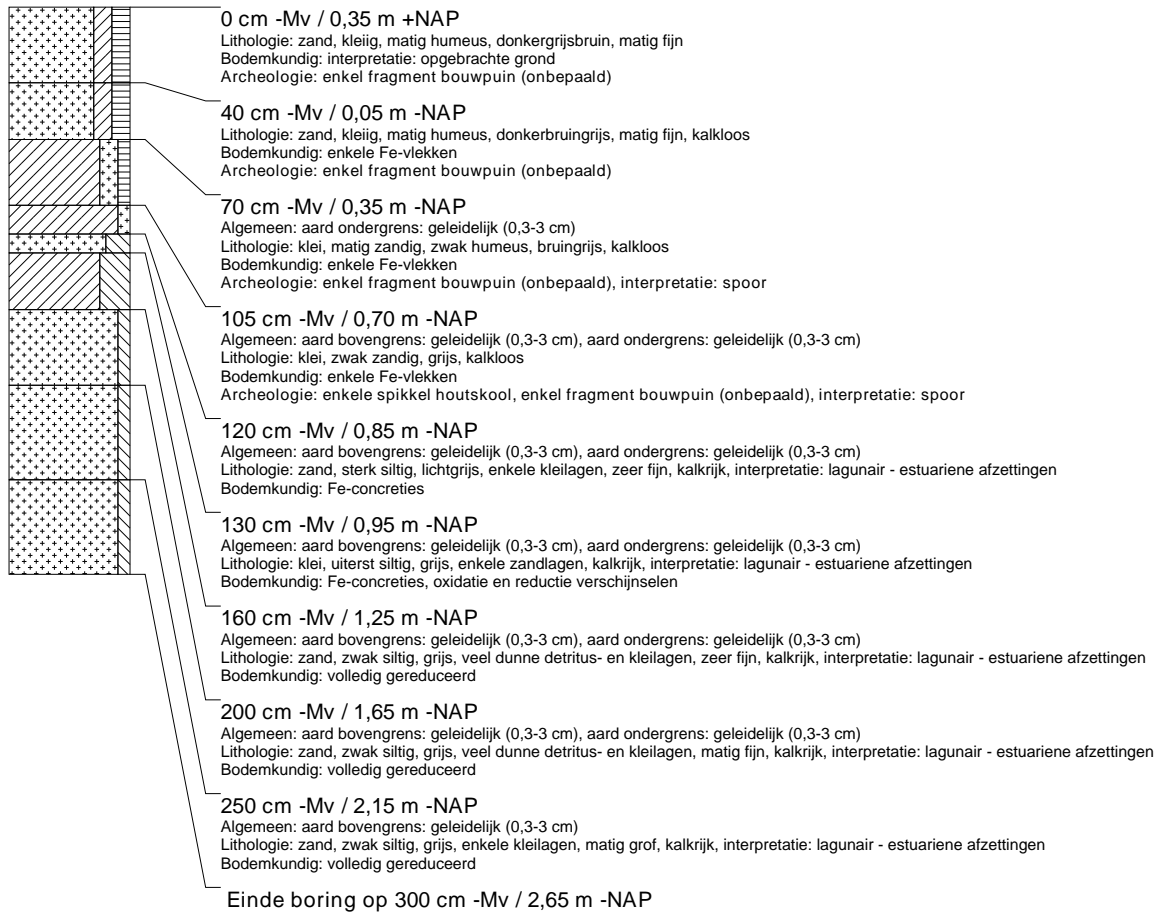 0 cm -Mv / 0,35 m +NAP
Lithologie: zand, kleiig, matig humeus, donkergrijsbruin, matig fijn
Bodemkundig: interpretatie: opgebrachte grond
Archeologie: enkel fragment bouwpuin (onbepaald)
40 cm -Mv / 0,05 m -NAP
Lithologie: zand, kleiig, matig humeus, donkerbruingrijs, matig fijn, kalkloos
Bodemkundig: enkele Fe-vlekken
Archeologie: enkel fragment bouwpuin (onbepaald)
70 cm -Mv / 0,35 m -NAP
Algemeen: aard ondergrens: geleidelijk (0,3-3 cm)
Lithologie: klei, matig zandig, zwak humeus, bruingrijs, kalkloos
Bodemkundig: enkele Fe-vlekken
Archeologie: enkel fragment bouwpuin (onbepaald), interpretatie: spoor
105 cm -Mv / 0,70 m -NAP
Algemeen: aard bovengrens: geleidelijk (0,3-3 cm), aard ondergrens: geleidelijk (0,3-3 cm)
Lithologie: klei, zwak zandig, grijs, kalkloos
Bodemkundig: enkele Fe-vlekken
Archeologie: enkele spikkel houtskool, enkel fragment bouwpuin (onbepaald), interpretatie: spoor
120 cm -Mv / 0,85 m -NAP
Algemeen: aard bovengrens: geleidelijk (0,3-3 cm), aard ondergrens: geleidelijk (0,3-3 cm)
Lithologie: zand, sterk siltig, lichtgrijs, enkele kleilagen, zeer fijn, kalkrijk, interpretatie: lagunair - estuariene afzettingen
Bodemkundig: Fe-concreties
130 cm -Mv / 0,95 m -NAP
Algemeen: aard bovengrens: geleidelijk (0,3-3 cm), aard ondergrens: geleidelijk (0,3-3 cm)
Lithologie: klei, uiterst siltig, grijs, enkele zandlagen, kalkrijk, interpretatie: lagunair - estuariene afzettingen
Bodemkundig: Fe-concreties, oxidatie en reductie verschijnselen
160 cm -Mv / 1,25 m -NAP
Algemeen: aard bovengrens: geleidelijk (0,3-3 cm), aard ondergrens: geleidelijk (0,3-3 cm)
Lithologie: zand, zwak siltig, grijs, veel dunne detritus- en kleilagen, zeer fijn, kalkrijk, interpretatie: lagunair - estuariene afzettingen
Bodemkundig: volledig gereduceerd
200 cm -Mv / 1,65 m -NAP
Algemeen: aard bovengrens: geleidelijk (0,3-3 cm), aard ondergrens: geleidelijk (0,3-3 cm)
Lithologie: zand, zwak siltig, grijs, veel dunne detritus- en kleilagen, matig fijn, kalkrijk, interpretatie: lagunair - estuariene afzettingen
Bodemkundig: volledig gereduceerd
250 cm -Mv / 2,15 m -NAP
Algemeen: aard bovengrens: geleidelijk (0,3-3 cm)
Lithologie: zand, zwak siltig, grijs, enkele kleilagen, matig grof, kalkrijk, interpretatie: lagunair - estuariene afzettingen
Bodemkundig: volledig gereduceerd
Einde boring op 300 cm -Mv / 2,65 m -NAP